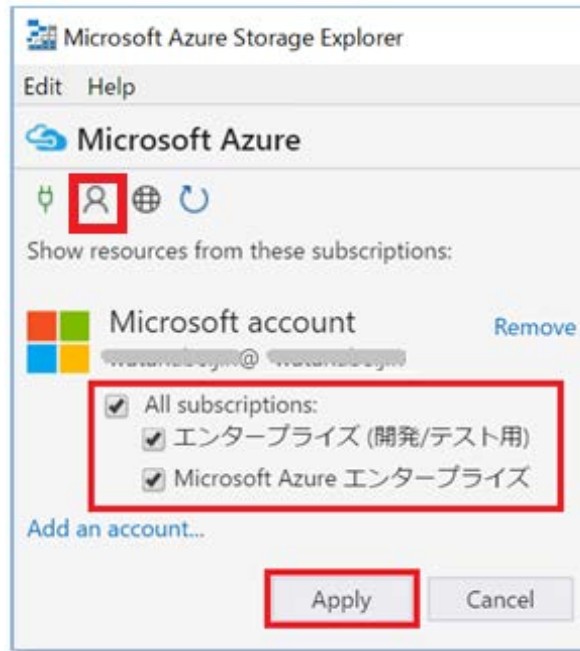 Microsoft Azure Storage Explorer
Edit Help
Microsoft Azure
Show resources from these subscriptions:
Microsoft account
Remove
@
All subscriptions:
エンタープライズ (開発/テスト用)
Microsoft Azure エンタープライズ
Add an account...
Apply
Cancel